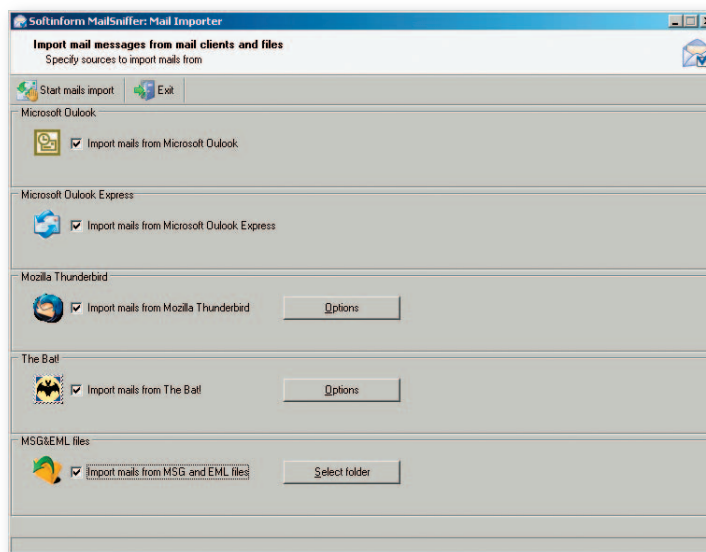 Softinform MailSniffer: Mail Importer
Import mail messages from mail clients and files
Specify sources to import mails from
Start mails import
Exit
Microsoft Oulook
Import mails from Microsoft Oulook
Microsoft Oulook Express
Import mails from Microsoft Oulook Express
Mozilla Thunderbird
Import mails from Mozilla Thunderbird
Options
The Bat!
Import mails from The Bat!
Options
MSG&EML files
Import mails from MSG and EML files
Select folder